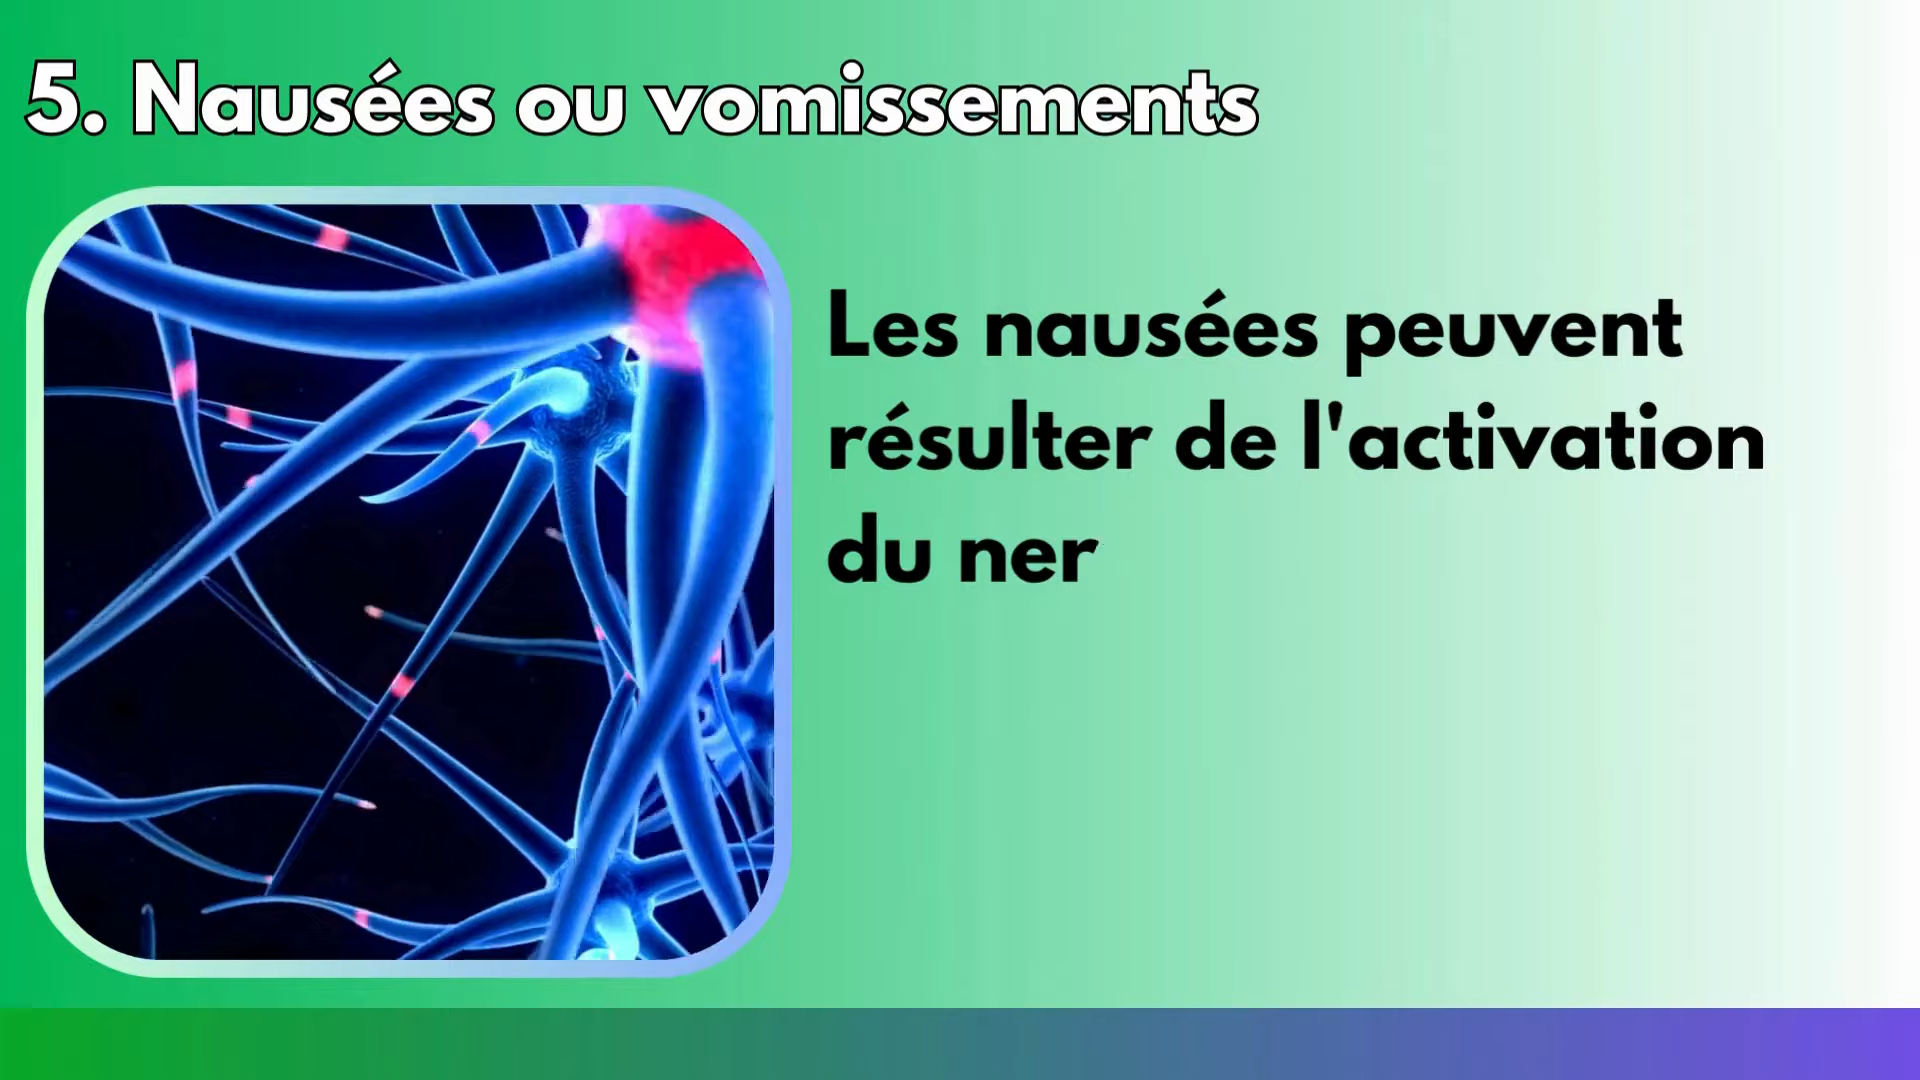 5. Nausées ou vomissements
Les nausées peuvent
résulter de l'activation
du ner